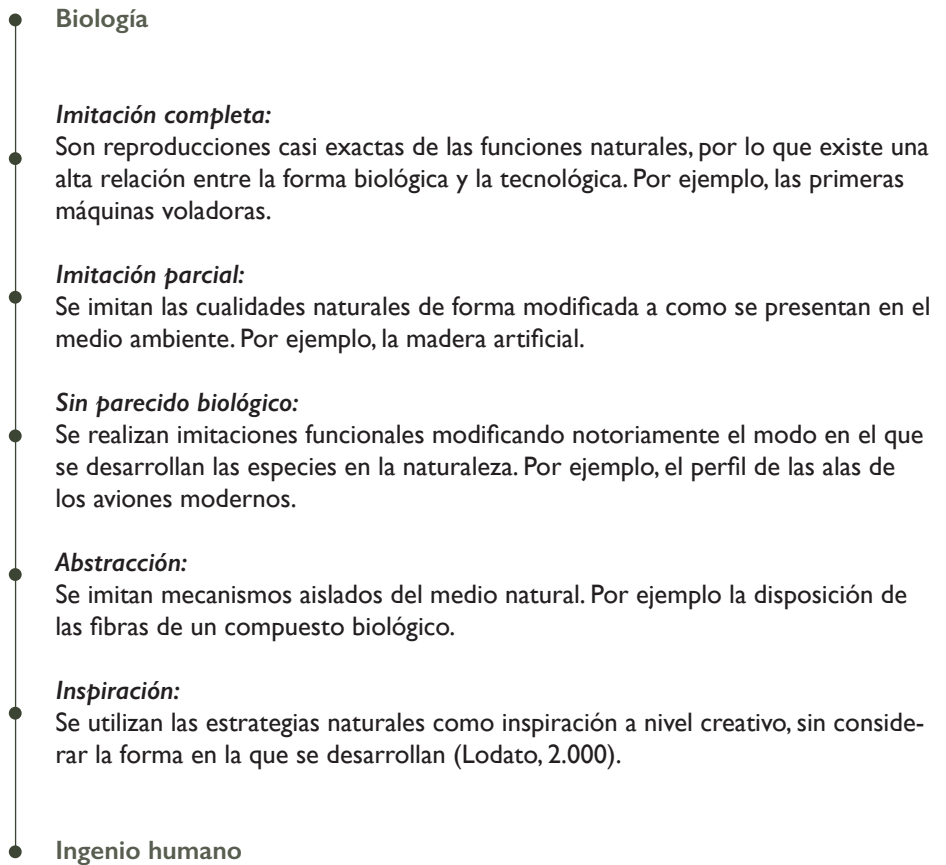 Biología
Imitación completa:
Son reproducciones casi exactas de las funciones naturales, por lo que existe una
alta relación entre la forma biológica y la tecnológica. Por ejemplo, las primeras
máquinas voladoras.
Imitación parcial:
Se imitan las cualidades naturales de forma modificada a como se presentan en el
medio ambiente. Por ejemplo, la madera artificial.
Sin parecido biológico:
Se realizan imitaciones funcionales modificando notoriamente el modo en el que
se desarrollan las especies en la naturaleza. Por ejemplo, el perfil de las alas de
los aviones modernos.
Abstracción:
Se imitan mecanismos aislados del medio natural. Por ejemplo la disposición de
las fibras de un compuesto biológico.
Inspiración:
Se utilizan las estrategias naturales como inspiración a nivel creativo, sin conside-
rar la forma en la que se desarrollan (Lodato, 2.000).
Ingenio humano